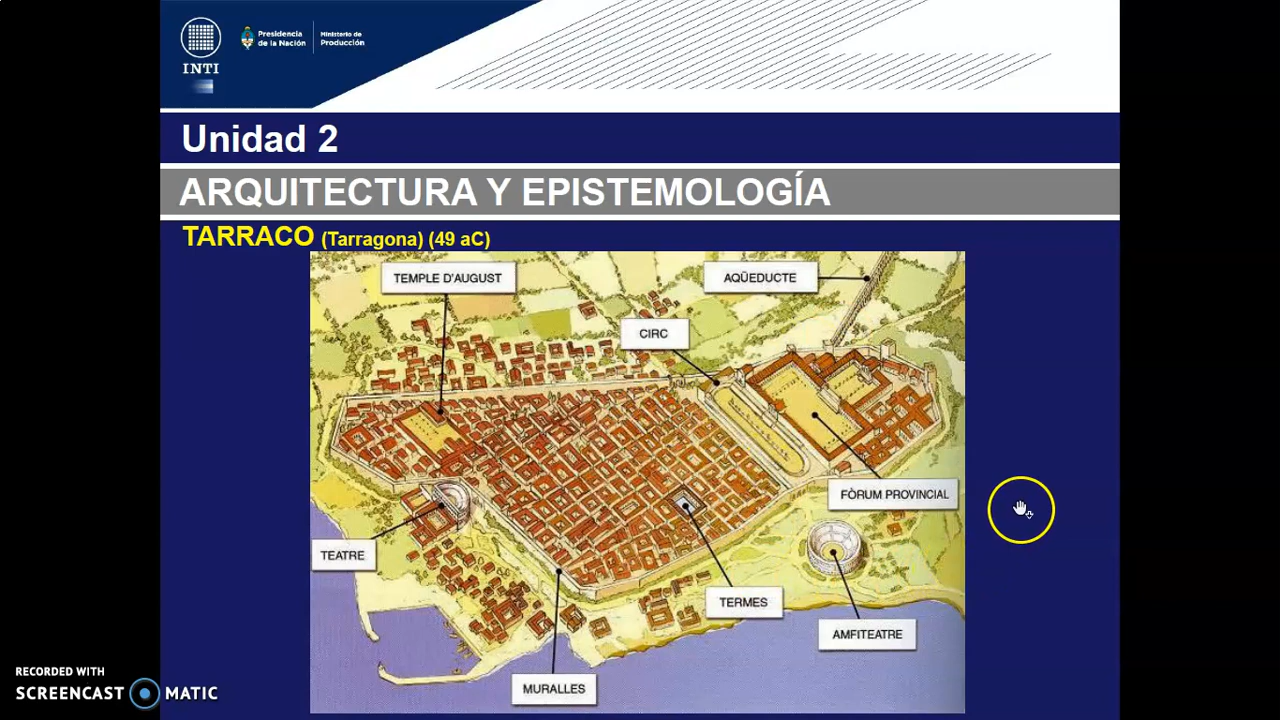 Presidencia
de la Nación
Ministerio de
Producción
INTI
Unidad 2
ARQUITECTURA Y EPISTEMOLOGÍA
TARRACO (Tarragona) (49 aC)
TEMPLE D'AUGUST
AQÜEDUCTE
CIRC
FÒRUM PROVINCIAL
TEATRE
TERMES
AMFITEATRE
MURALLES
RECORDED WITH
SCREENCAST MATIC